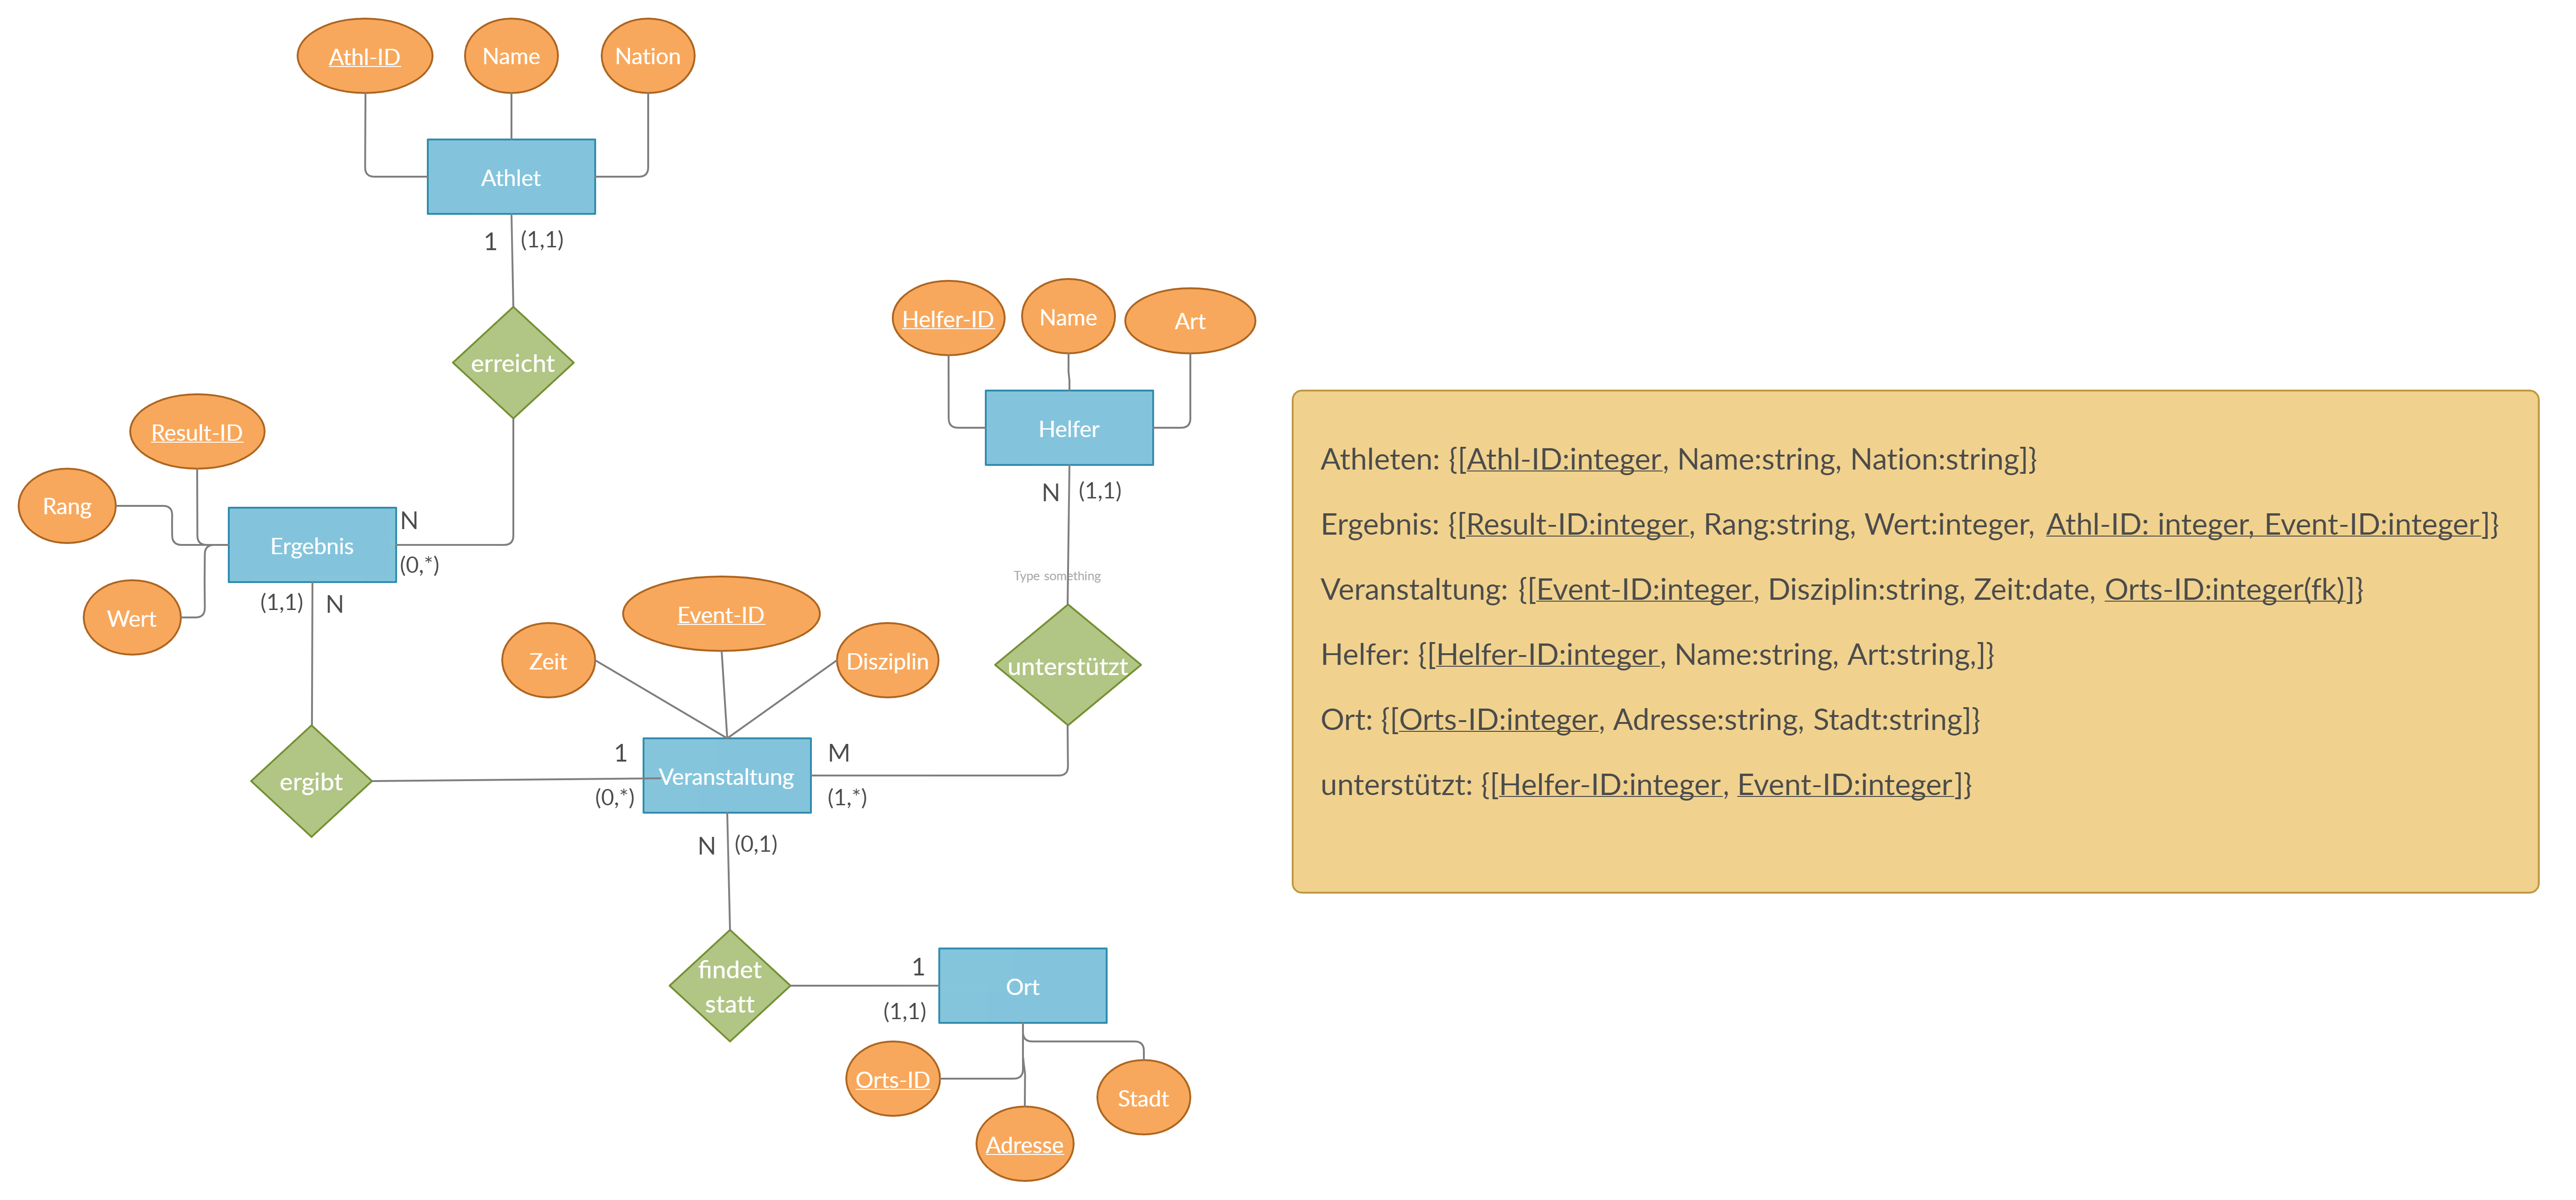 Athl-ID
Name
Nation
Athlet
1 (1,1)
erreicht
Helfer-ID
Name
Art
Helfer
N (1,1)
Type something
unterstützt
Result-ID
Rang
Wert
Ergebnis
N
(0,*)
(1,1) N
ergibt
Zeit
Event-ID
Disziplin
Veranstaltung
1
(0,*)
M
(1,*)
N (0,1)
findet
statt
1
(1,1)
Ort
Orts-ID
Adresse
Stadt
Athleten: {[Athl-ID:integer, Name:string, Nation:string]}
Ergebnis: {[Result-ID:integer, Rang:string, Wert:integer, Athl-ID: integer, Event-ID:integer]}
Veranstaltung: {[Event-ID:integer, Disziplin:string, Zeit:date, Orts-ID:integer(fk)]}
Helfer: {[Helfer-ID:integer, Name:string, Art:string,]}
Ort: {[Orts-ID:integer, Adresse:string, Stadt:string]}
unterstützt: {[Helfer-ID:integer, Event-ID:integer]}